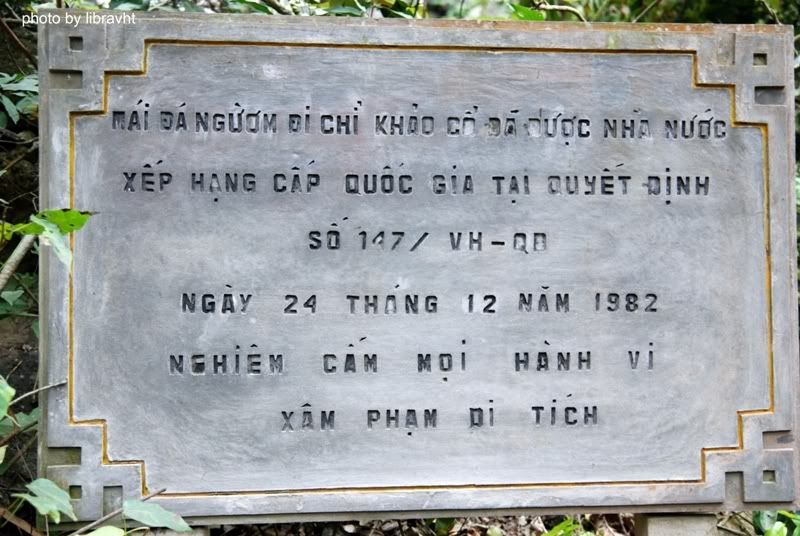 photo by libravht
MÁI ĐÁ NGƯỜM DI CHỈ KHẢO CỔ ĐÃ ĐƯỢC NHÀ NƯỚC
XẾP HẠNG CẤP QUỐC GIA TẠI QUYẾT ĐỊNH
SỐ 147/ VH-QĐ
NGÀY 24 THÁNG 12 NĂM 1982
NGHIÊM CẤM MỌI HÀNH VI
XÂM PHẠM DI TÍCH